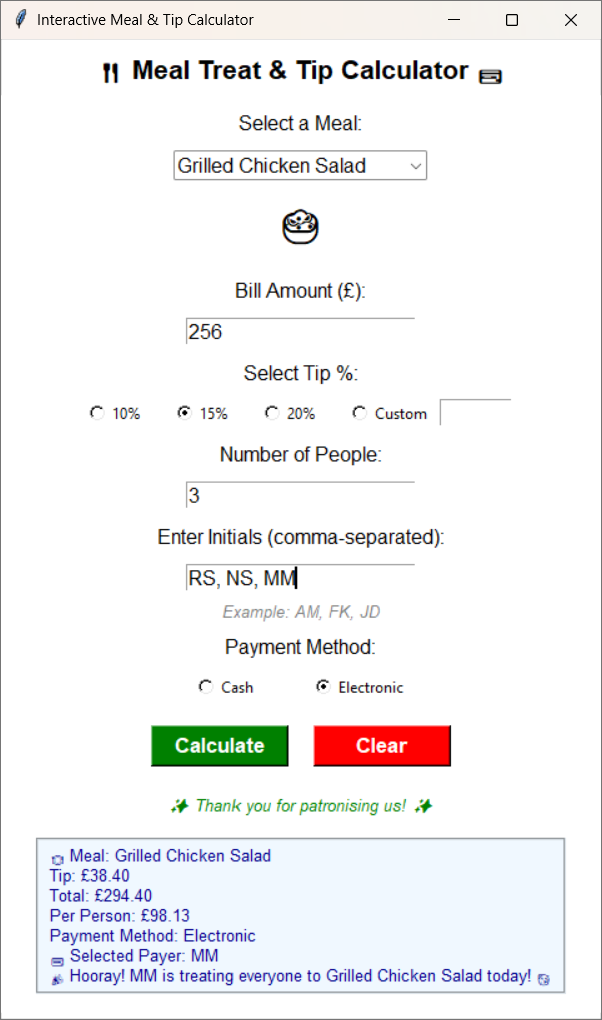 Interactive Meal & Tip Calculator
Meal Treat & Tip Calculator
Select a Meal:
Grilled Chicken Salad
Bill Amount (£):
256
Select Tip %:
10% 15% 20% Custom
Number of People:
3
Enter Initials (comma-separated):
RS, NS, MM
Example: AM, FK, JD
Payment Method:
Cash Electronic
Calculate Clear
Thank you for patronising us!
Meal: Grilled Chicken Salad
Tip: £38.40
Total: £294.40
Per Person: £98.13
Payment Method: Electronic
Selected Payer: MM
Hooray! MM is treating everyone to Grilled Chicken Salad today!